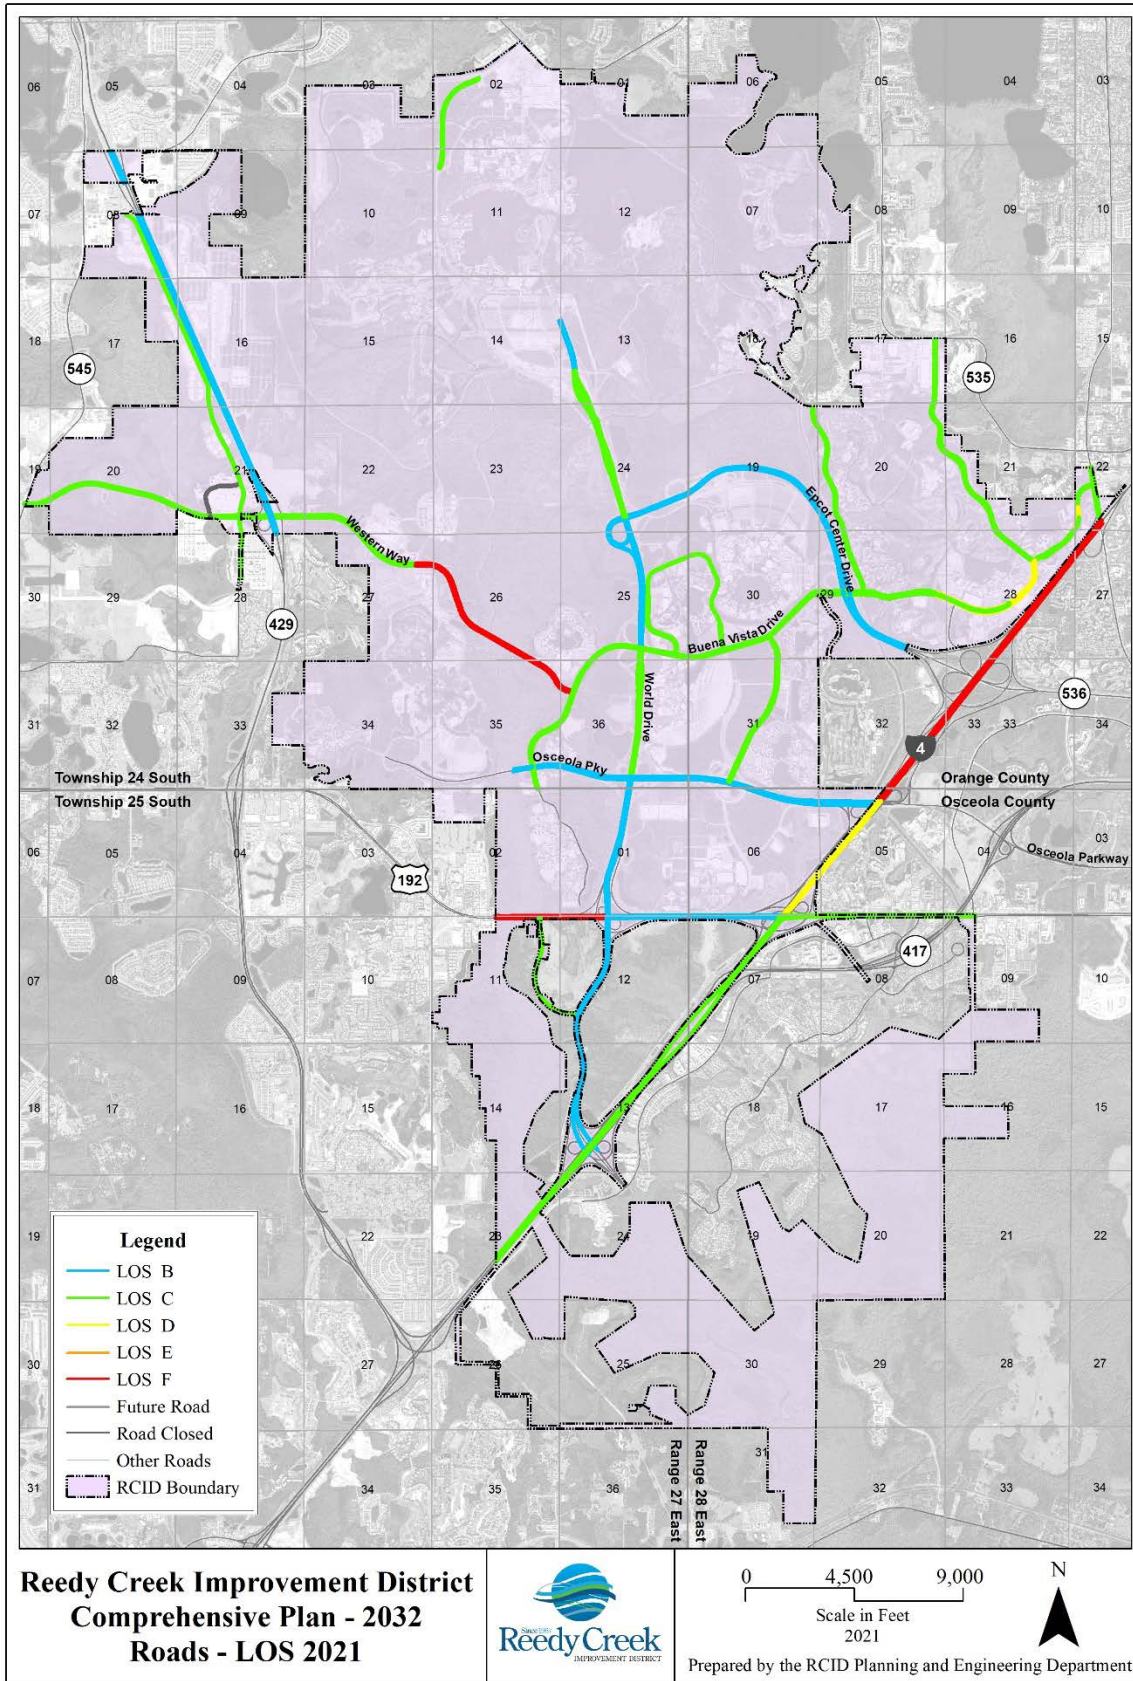 06 05 04 03 02 01 06 05 04 03
07 08 09 10 11 12 07 08 09 10
18 17 16 15 14 13 18 17 16 15
545
535
19 20 21 22 23 24 19 20 21 22
Epcot Center Drive
Western Way
30 29 28 27 26 25 30 29 28 27
429
Buena Vista Drive
World Drive
536
31 32 33 34 35 36 31 32 33 33 34
4
Osceola Pky
Township 24 South
Orange County
Township 25 South
Osceola County
06 05 04 03 02 01 06 05 04 03
Osceola Parkway
192
417
07 08 09 10 11 12 07 08 09 10
18 17 16 15 14 13 18 17 16 15
19 22 23 24 20 21 22
30 27 26 25 30 29 28 27
31 34 35 36 31 32 33 34
Range 27 East
Range 28 East
Legend
LOS B
LOS C
LOS D
LOS E
LOS F
Future Road
Road Closed
Other Roads
RCID Boundary
Reedy Creek Improvement District
Comprehensive Plan - 2032
Roads - LOS 2021
Since 1967
Reedy Creek
IMPROVEMENT DISTRICT
0 4,500 9,000
Scale in Feet
2021
N
Prepared by the RCID Planning and Engineering Department